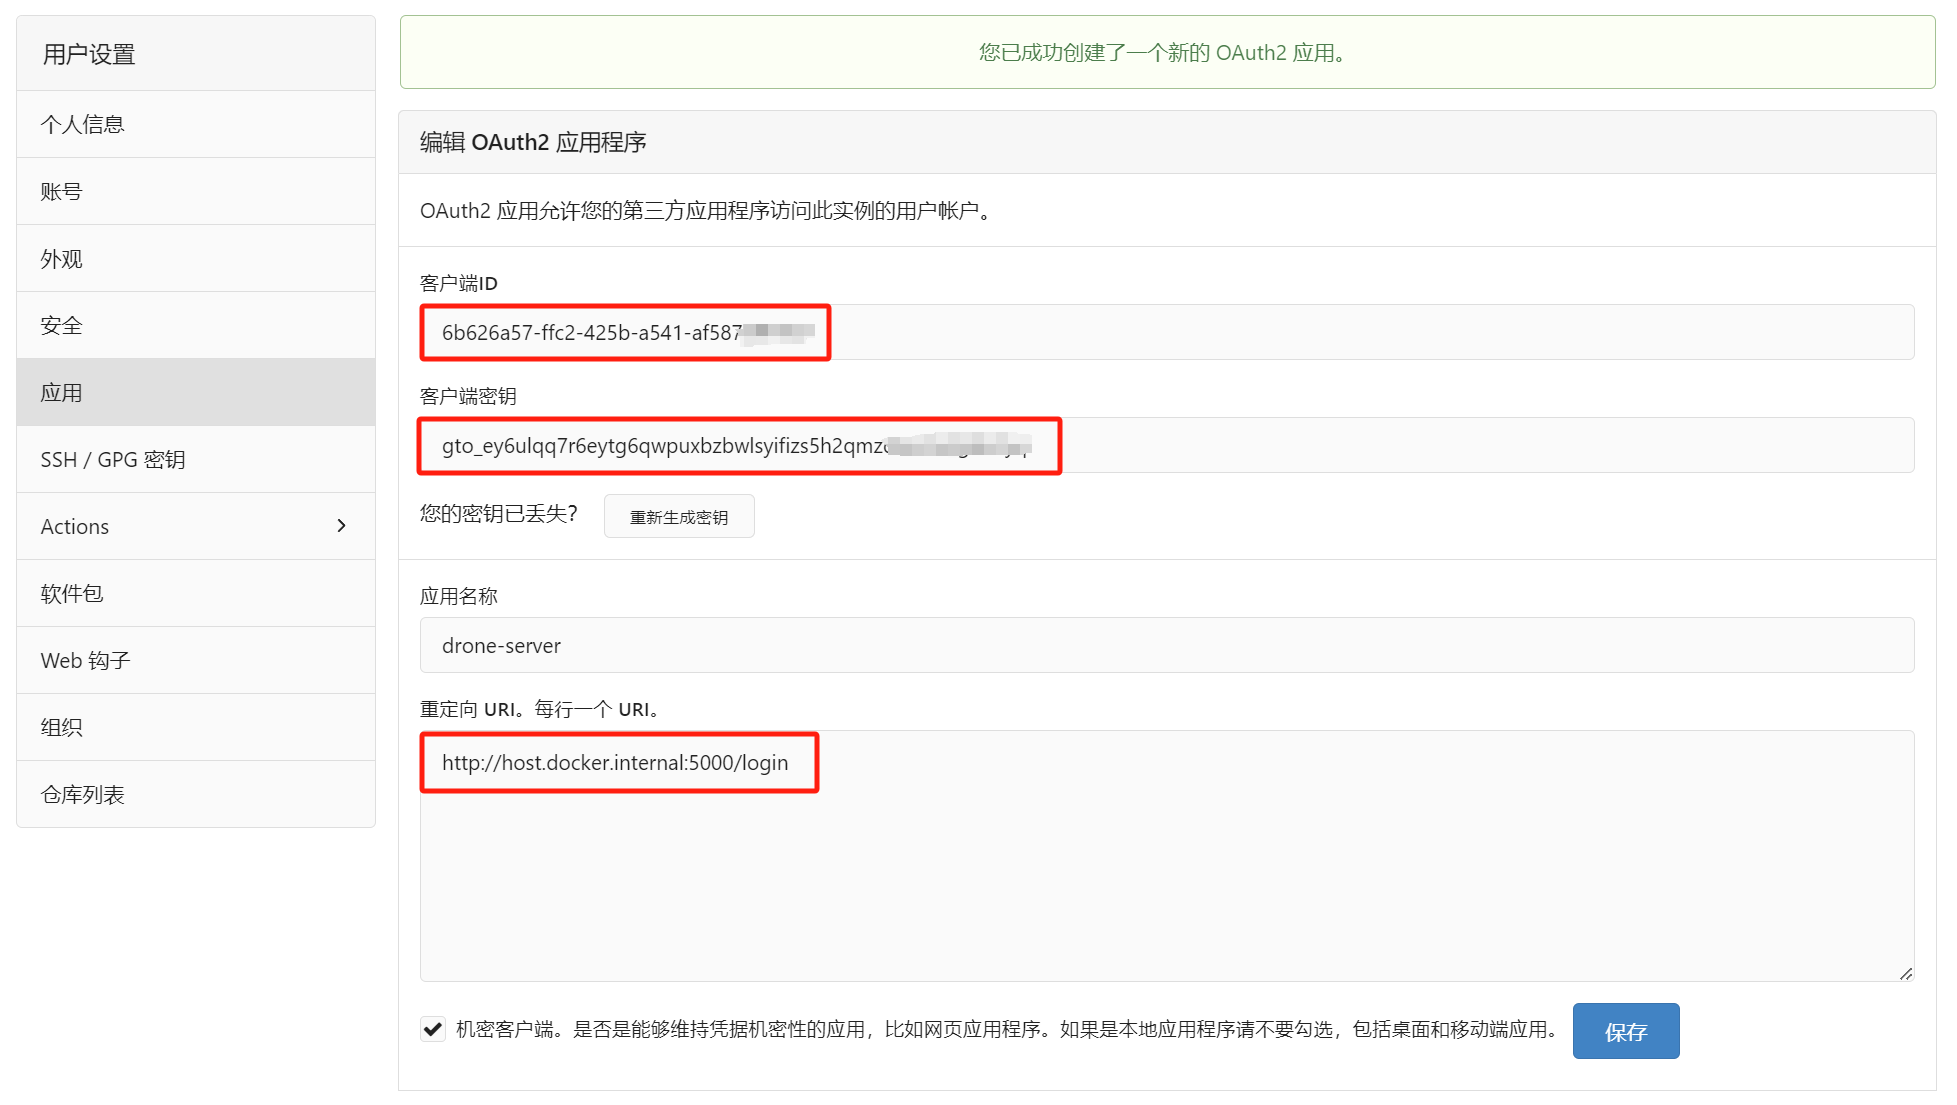 用户设置
个人信息
账号
外观
安全
应用
SSH / GPG 密钥
Actions
软件包
Web 钩子
组织
仓库列表
您已成功创建了一个新的 OAuth2 应用。
编辑 OAuth2 应用程序
OAuth2 应用允许您的第三方应用程序访问此实例的用户帐户。
客户端ID
6b626a57-ffc2-425b-a541-af587
客户端密钥
gto_ey6ulqq7r6eytg6qwpuxbzbwlsyifizs5h2qmz
您的密钥已丢失？
重新生成密钥
应用名称
drone-server
重定向 URI。每行一个 URI。
http://host.docker.internal:5000/login
机密客户端。是否是能够维持凭据机密性的应用，比如网页应用程序。如果是本地应用程序请不要勾选，包括桌面和移动端应用。
保存